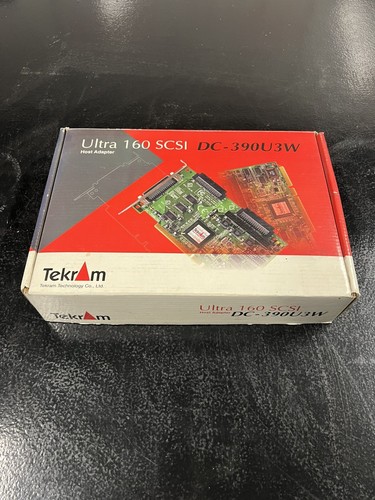 Ultra 160 SCSI DC-390U3W
Host Adapter
TekrAm
Tekram Technology Co., Ltd.
TekrAm
Ultra 160 SCSI
Host Adapter DC-390U3W